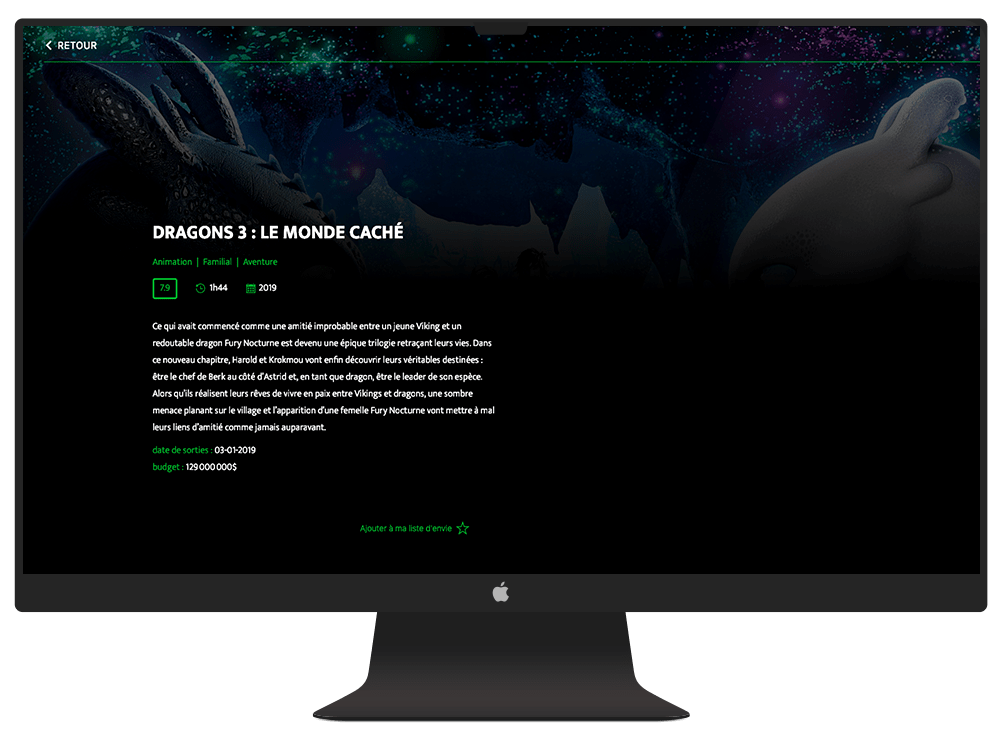 RETOUR
DRAGONS 3 : LE MONDE CACHÉ
Animation | Familial | Aventure
7.9 1h44 2019
Ce qui avait commencé comme une amitié improbable entre un jeune Viking et un
redoutable dragon Fury Nocturne est devenu une épique trilogie retraçant leurs vies. Dans
ce nouveau chapitre, Harold et Krokmou vont enfin découvrir leurs véritables destinées :
être le chef de Berk au côté d'Astrid et, en tant que dragon, être le leader de son espèce.
Alors qu'ils réalisent leurs rêves de vivre en paix entre Vikings et dragons, une sombre
menace planant sur le village et l'apparition d'une femelle Fury Nocturne vont mettre à mal
leurs liens d'amitié comme jamais auparavant.
date de sorties : 03-01-2019
budget : 129 000 000$
Ajouter à ma liste d'envie